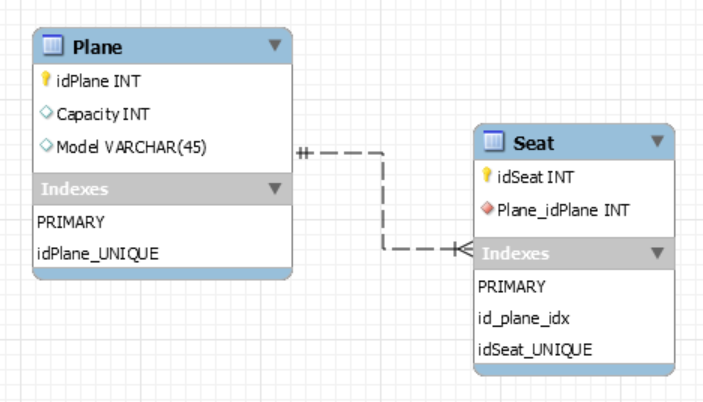 Plane
idPlane INT
Capacity INT
Model VARCHAR(45)
Indexes
PRIMARY
idPlane_UNIQUE
Seat
idSeat INT
Plane_idPlane INT
Indexes
PRIMARY
id_plane_idx
idSeat_UNIQUE